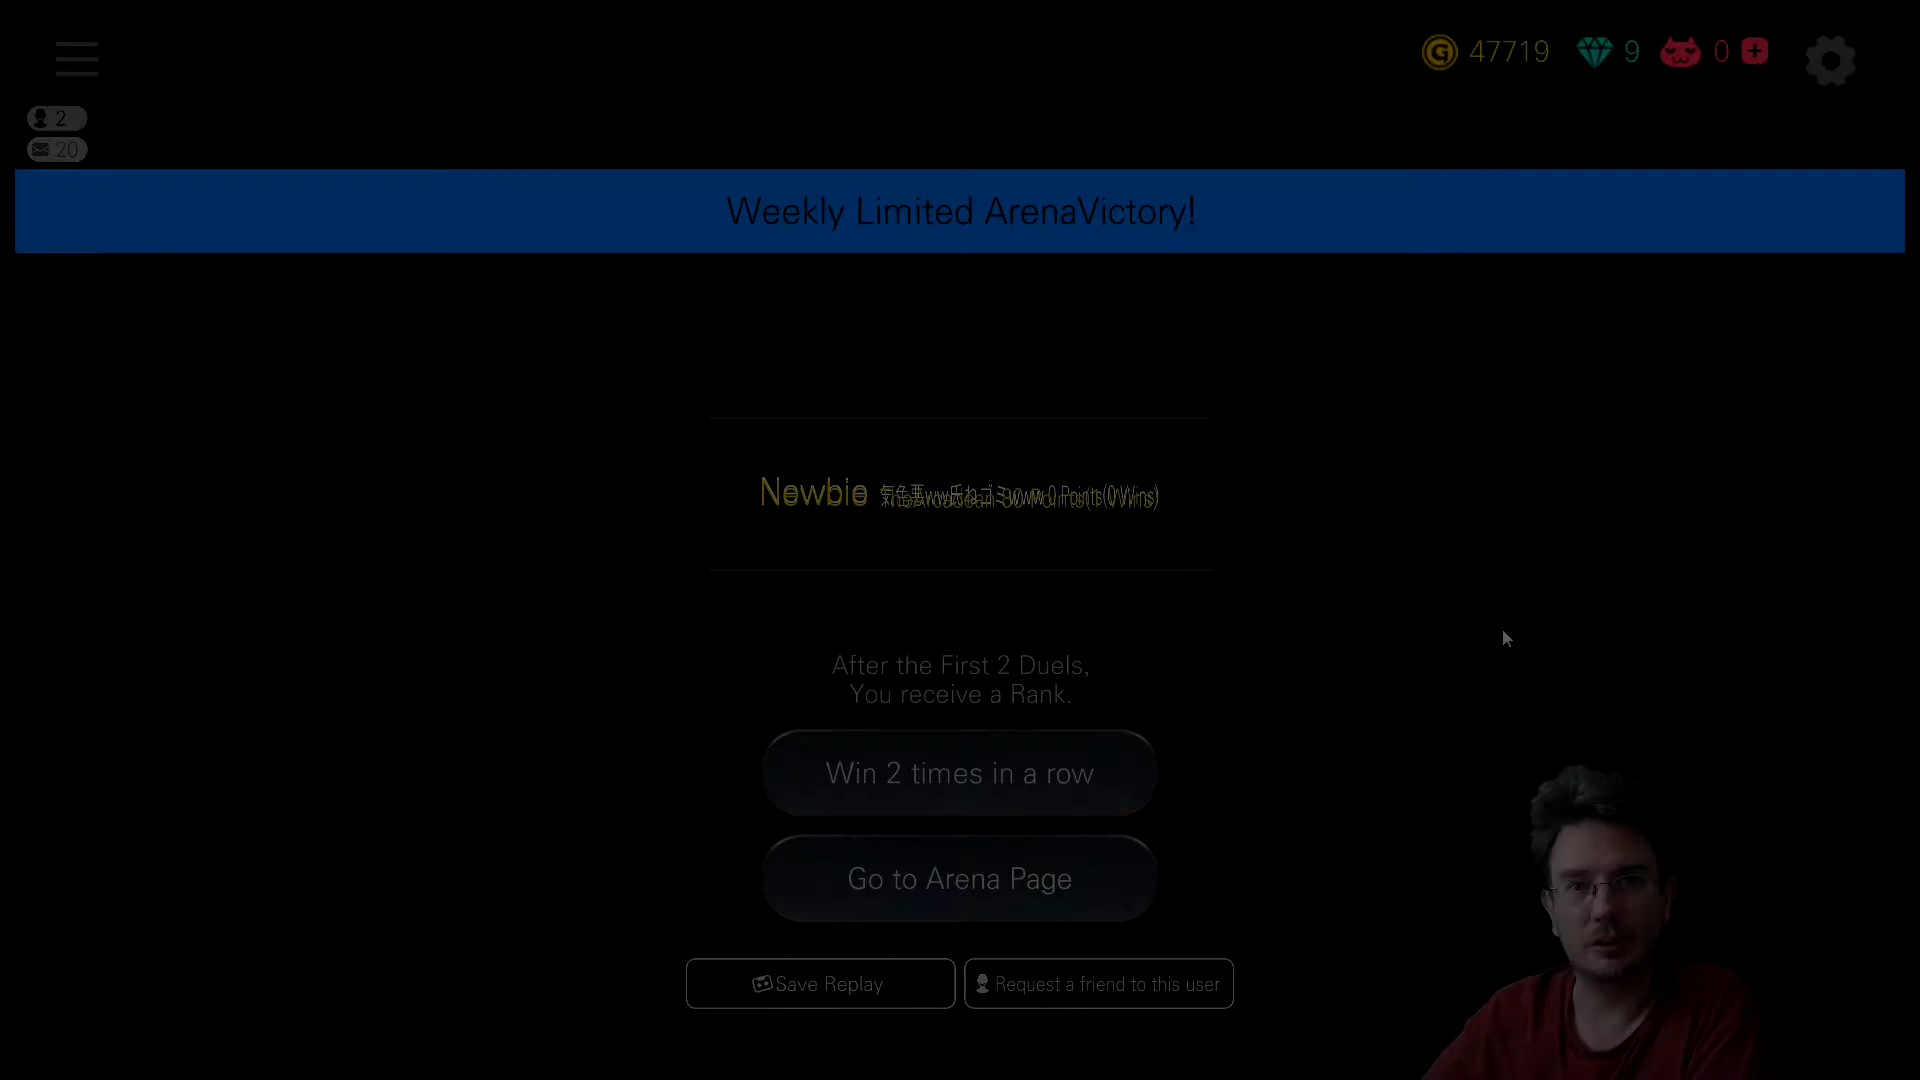 47719 9 0
2
20
Weekly Limited ArenaVictory!
Newbie
After the First 2 Duels,
You receive a Rank.
Win 2 times in a row
Go to Arena Page
Save Replay
Request a friend to this user